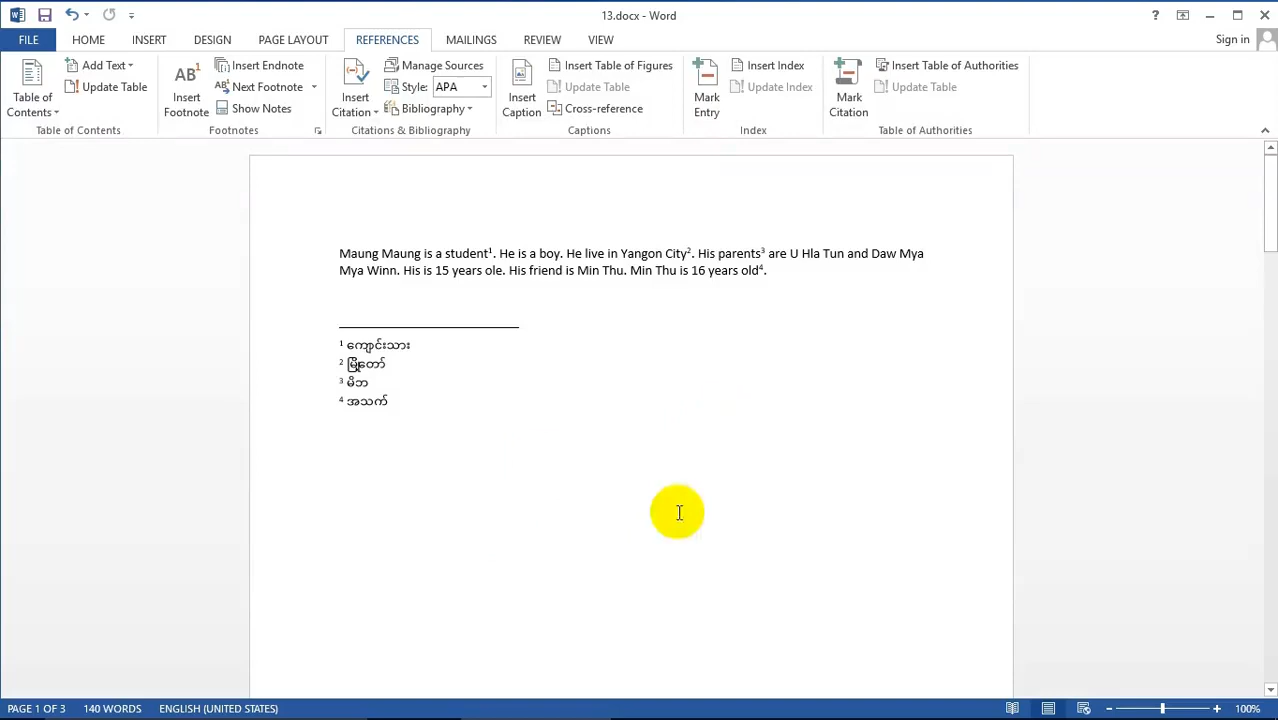 13.docx - Word
FILE HOME INSERT DESIGN PAGE LAYOUT REFERENCES MAILINGS REVIEW VIEW Sign in
Table of Contents Add Text Update Table
Insert Footnote Insert Endnote AB¹ Next Footnote Show Notes
Insert Citation Manage Sources Style: APA Bibliography
Insert Caption Insert Table of Figures Update Table Cross-reference
Mark Entry Insert Index Update Index
Mark Citation Insert Table of Authorities Update Table
Table of Contents Footnotes Citations & Bibliography Captions Index Table of Authorities
Maung Maung is a student¹. He is a boy. He live in Yangon City². His parents³ are U Hla Tun and Daw Mya
Mya Winn. His is 15 years ole. His friend is Min Thu. Min Thu is 16 years old⁴.
¹ ကျောင်းသား
² မြို့တော်
³ မိဘ
⁴ အသက်
PAGE 1 OF 3 140 WORDS ENGLISH (UNITED STATES) 100%